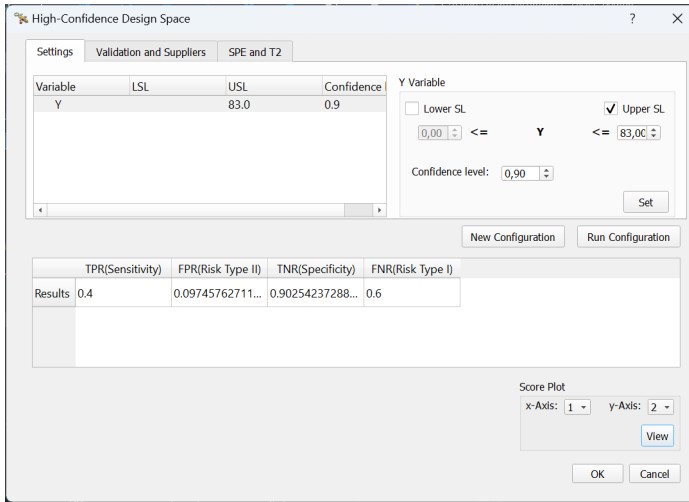 High-Confidence Design Space ? X
Settings Validation and Suppliers SPE and T2
Variable LSL USL Confidence
Y 83.0 0.9
Y Variable
Lower SL Upper SL
0,00 <= Y <= 83,00
Confidence level: 0,90
Set
New Configuration Run Configuration
TPR(Sensitivity) FPR(Risk Type II) TNR(Specificity) FNR(Risk Type I)
Results 0.4 0.09745762711... 0.90254237288... 0.6
Score Plot
x-Axis: 1 y-Axis: 2
View
OK Cancel